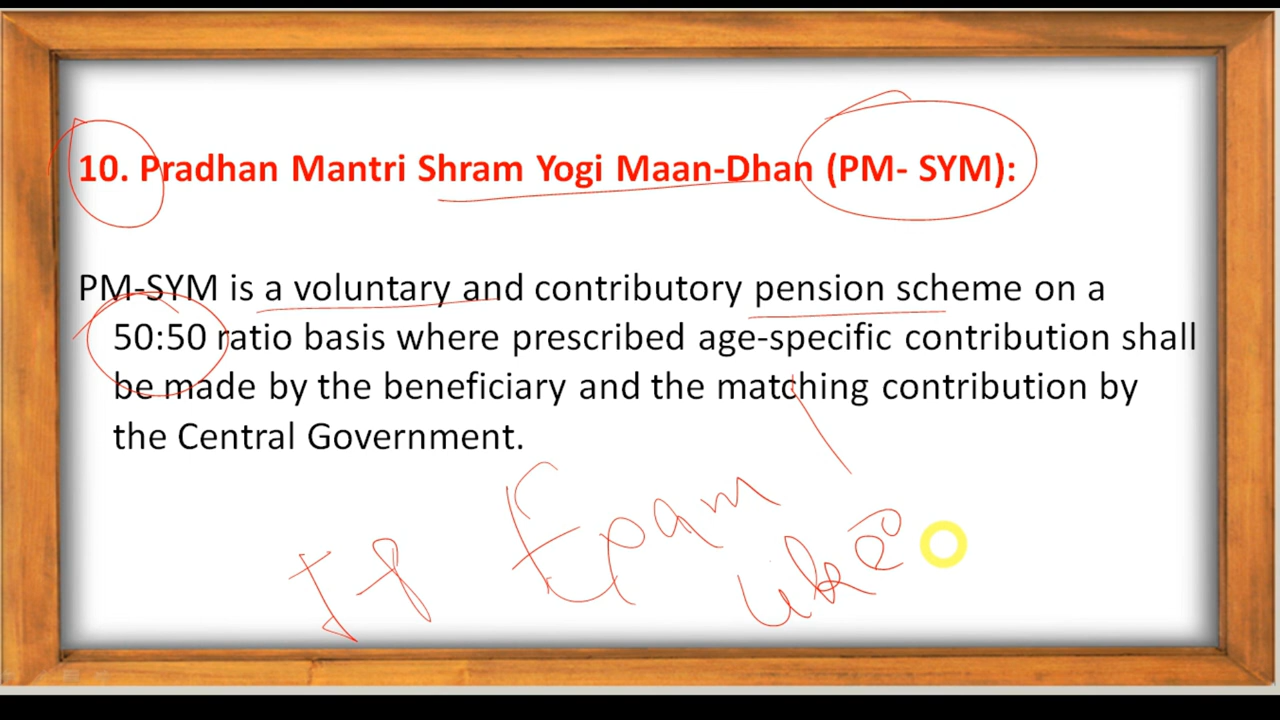 10. Pradhan Mantri Shram Yogi Maan-Dhan (PM- SYM):
PM-SYM is a voluntary and contributory pension scheme on a
50:50 ratio basis where prescribed age-specific contribution shall
be made by the beneficiary and the matching contribution by
the Central Government.
Exam
like